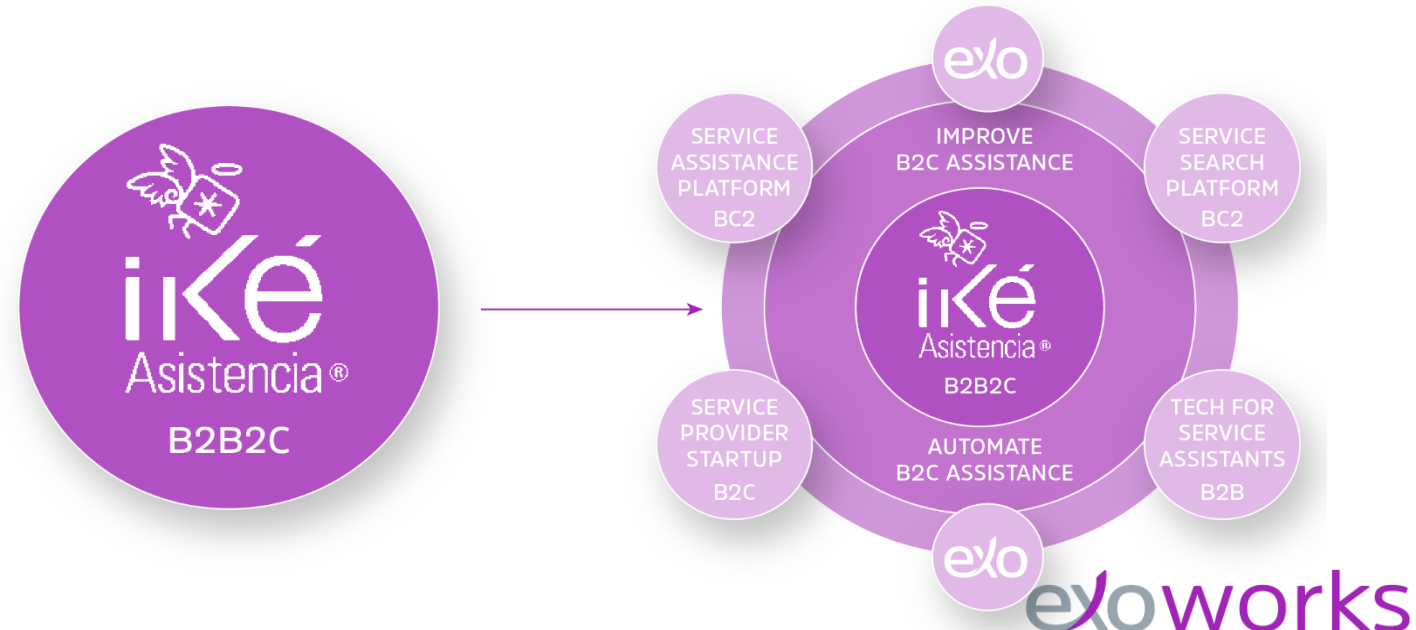 iKé
Asistencia®
B2B2C
exo
SERVICE
ASSISTANCE
PLATFORM
BC2
IMPROVE
B2C ASSISTANCE
SERVICE
SEARCH
PLATFORM
BC2
iKé
Asistencia®
B2B2C
SERVICE
PROVIDER
STARTUP
B2C
AUTOMATE
B2C ASSISTANCE
TECH FOR
SERVICE
ASSISTANTS
B2B
exo
exoworks